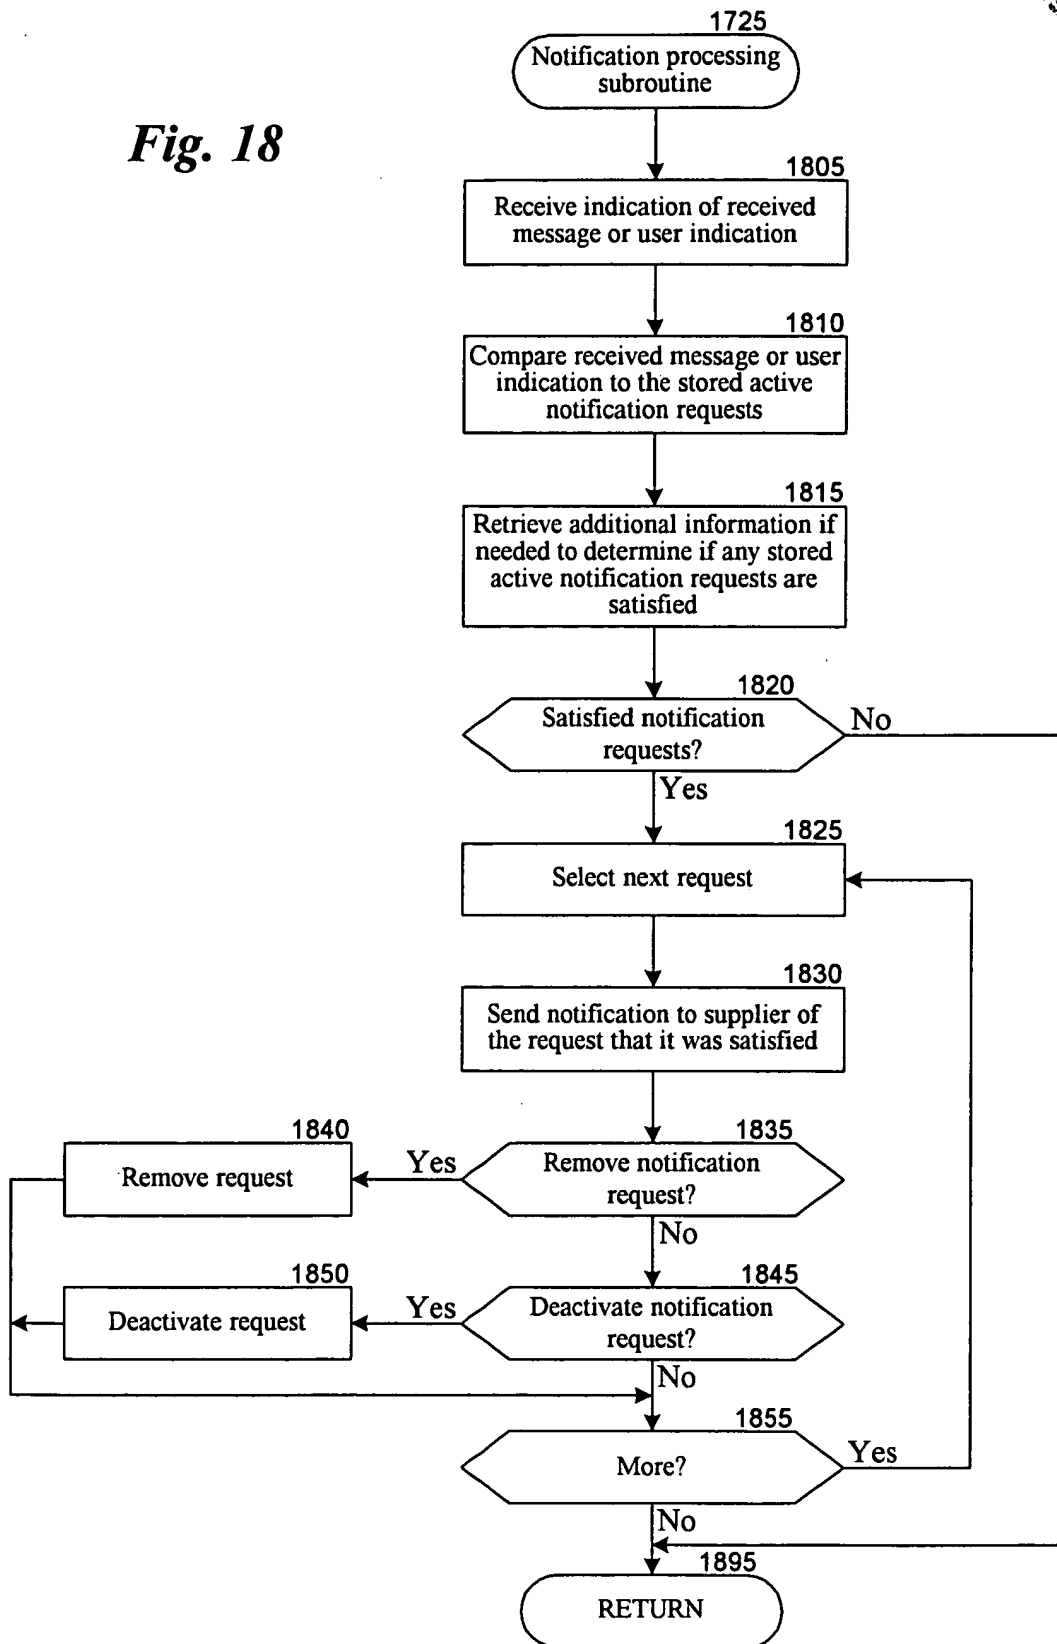 1725
Notification processing
subroutine
Fig. 18
1805
Receive indication of received
message or user indication
1810
Compare received message or user
indication to the stored active
notification requests
1815
Retrieve additional information if
needed to determine if any stored
active notification requests are
satisfied
1820
Satisfied notification
requests?
No
Yes
1825
Select next request
1830
Send notification to supplier of
the request that it was satisfied
1840
Remove request
Yes
1835
Remove notification
request?
No
1850
Deactivate request
Yes
1845
Deactivate notification
request?
No
1855
More?
Yes
No
1895
RETURN